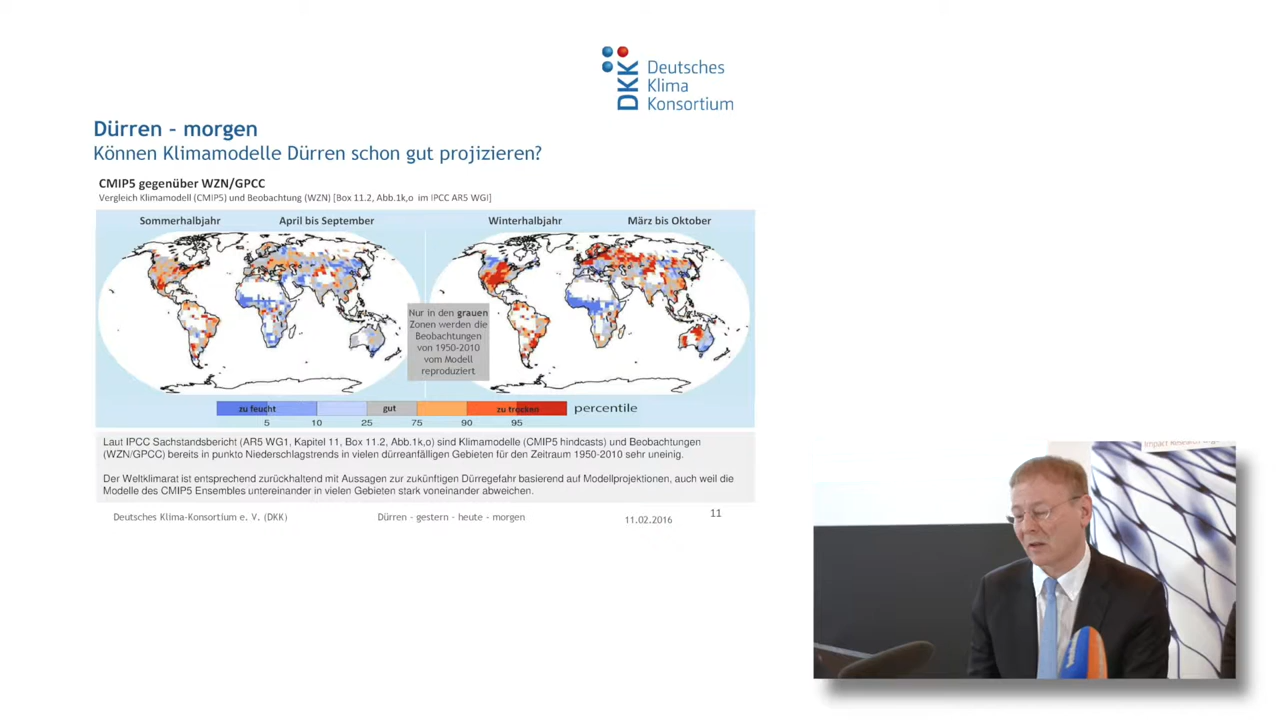 DKK
Deutsches
Klima
Konsortium
Dürren - morgen
Können Klimamodelle Dürren schon gut projizieren?
CMIP5 gegenüber WZN/GPCC
Vergleich Klimamodell (CMIP5) und Beobachtung (WZN) [Box 11.2, Abb.1k,o im IPCC AR5 WGI]
Sommerhalbjahr April bis September
Winterhalbjahr März bis Oktober
Nur in den grauen
Zonen werden die
Beobachtungen
von 1950-2010
vom Modell
reproduziert
zu feucht gut zu trocken percentile
5 10 25 75 90 95
Laut IPCC Sachstandsbericht (AR5 WG1, Kapitel 11, Box 11.2, Abb.1k,o) sind Klimamodelle (CMIP5 hindcasts) und Beobachtungen
(WZN/GPCC) bereits in punkto Niederschlagstrends in vielen dürreanfälligen Gebieten für den Zeitraum 1950-2010 sehr uneinig.
Der Weltklimarat ist entsprechend zurückhaltend mit Aussagen zur zukünftigen Dürregefahr basierend auf Modellprojektionen, auch weil die
Modelle des CMIP5 Ensembles untereinander in vielen Gebieten stark voneinander abweichen.
Deutsches Klima-Konsortium e. V. (DKK) Dürren - gestern - heute - morgen 11.02.2016 11
Impact Research